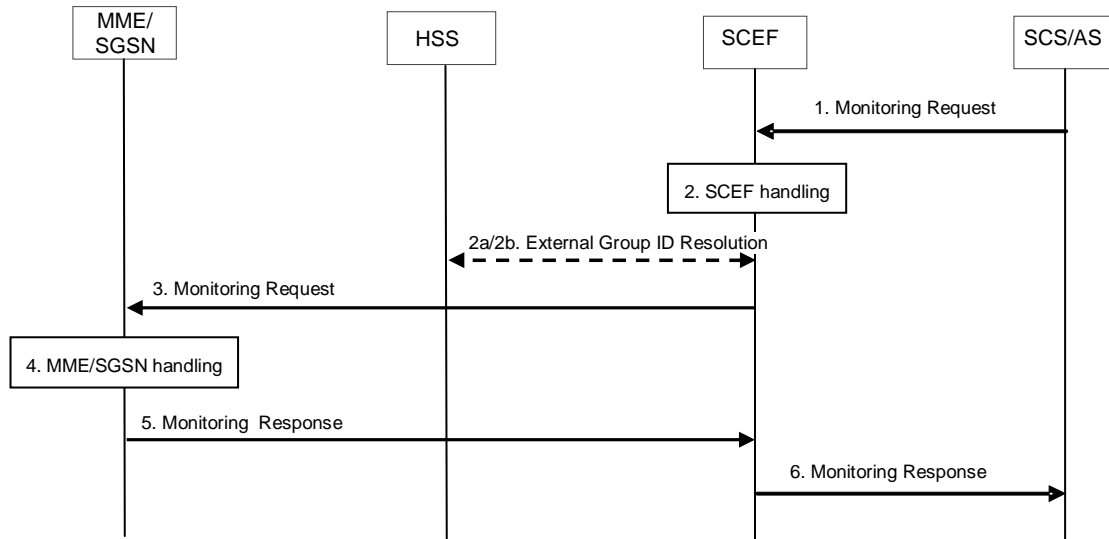 MME/
SGSN
HSS
SCEF
SCS/AS
1. Monitoring Request
2. SCEF handling
2a/2b. External Group ID Resolution
3. Monitoring Request
4. MME/SGSN handling
5. Monitoring Response
6. Monitoring Response